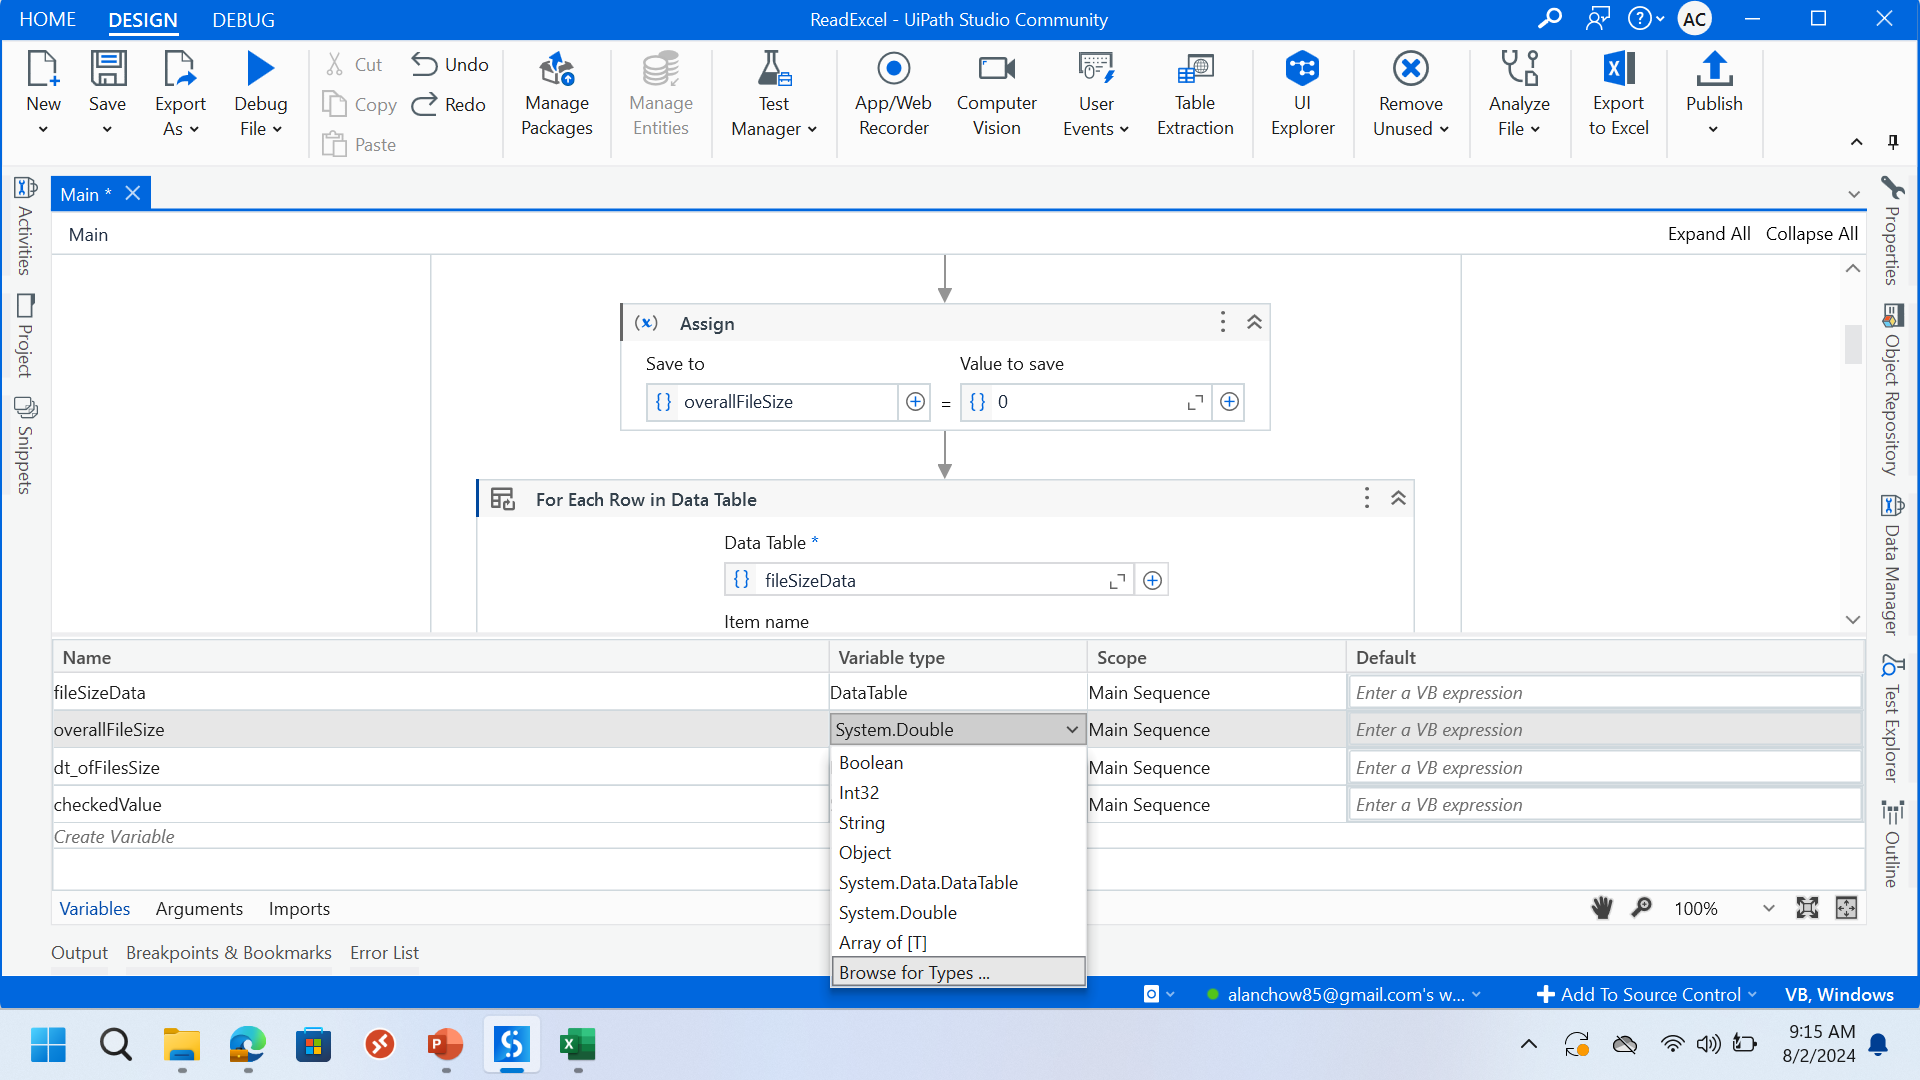 HOME DESIGN DEBUG ReadExcel - UiPath Studio Community AC
New Save Export As Debug File Cut Copy Paste Undo Redo Manage Packages Manage Entities Test Manager App/Web Recorder Computer Vision User Events Table Extraction UI Explorer Remove Unused Analyze File Export to Excel Publish
Main *
Main Expand All Collapse All
Activities
Project
Snippets
Properties
Object Repository
Data Manager
Test Explorer
Outline
(x) Assign
Save to Value to save
{} overallFileSize = {} 0
For Each Row in Data Table
Data Table *
{} fileSizeData
Item name
Name Variable type Scope Default
fileSizeData DataTable Main Sequence Enter a VB expression
overallFileSize System.Double Main Sequence Enter a VB expression
dt_ofFilesSize Main Sequence Enter a VB expression
checkedValue Main Sequence Enter a VB expression
Create Variable
Boolean
Int32
String
Object
System.Data.DataTable
System.Double
Array of [T]
Browse for Types ...
Variables Arguments Imports 100%
Output Breakpoints & Bookmarks Error List
alanchow85@gmail.com's w... Add To Source Control VB, Windows
9:15 AM
8/2/2024